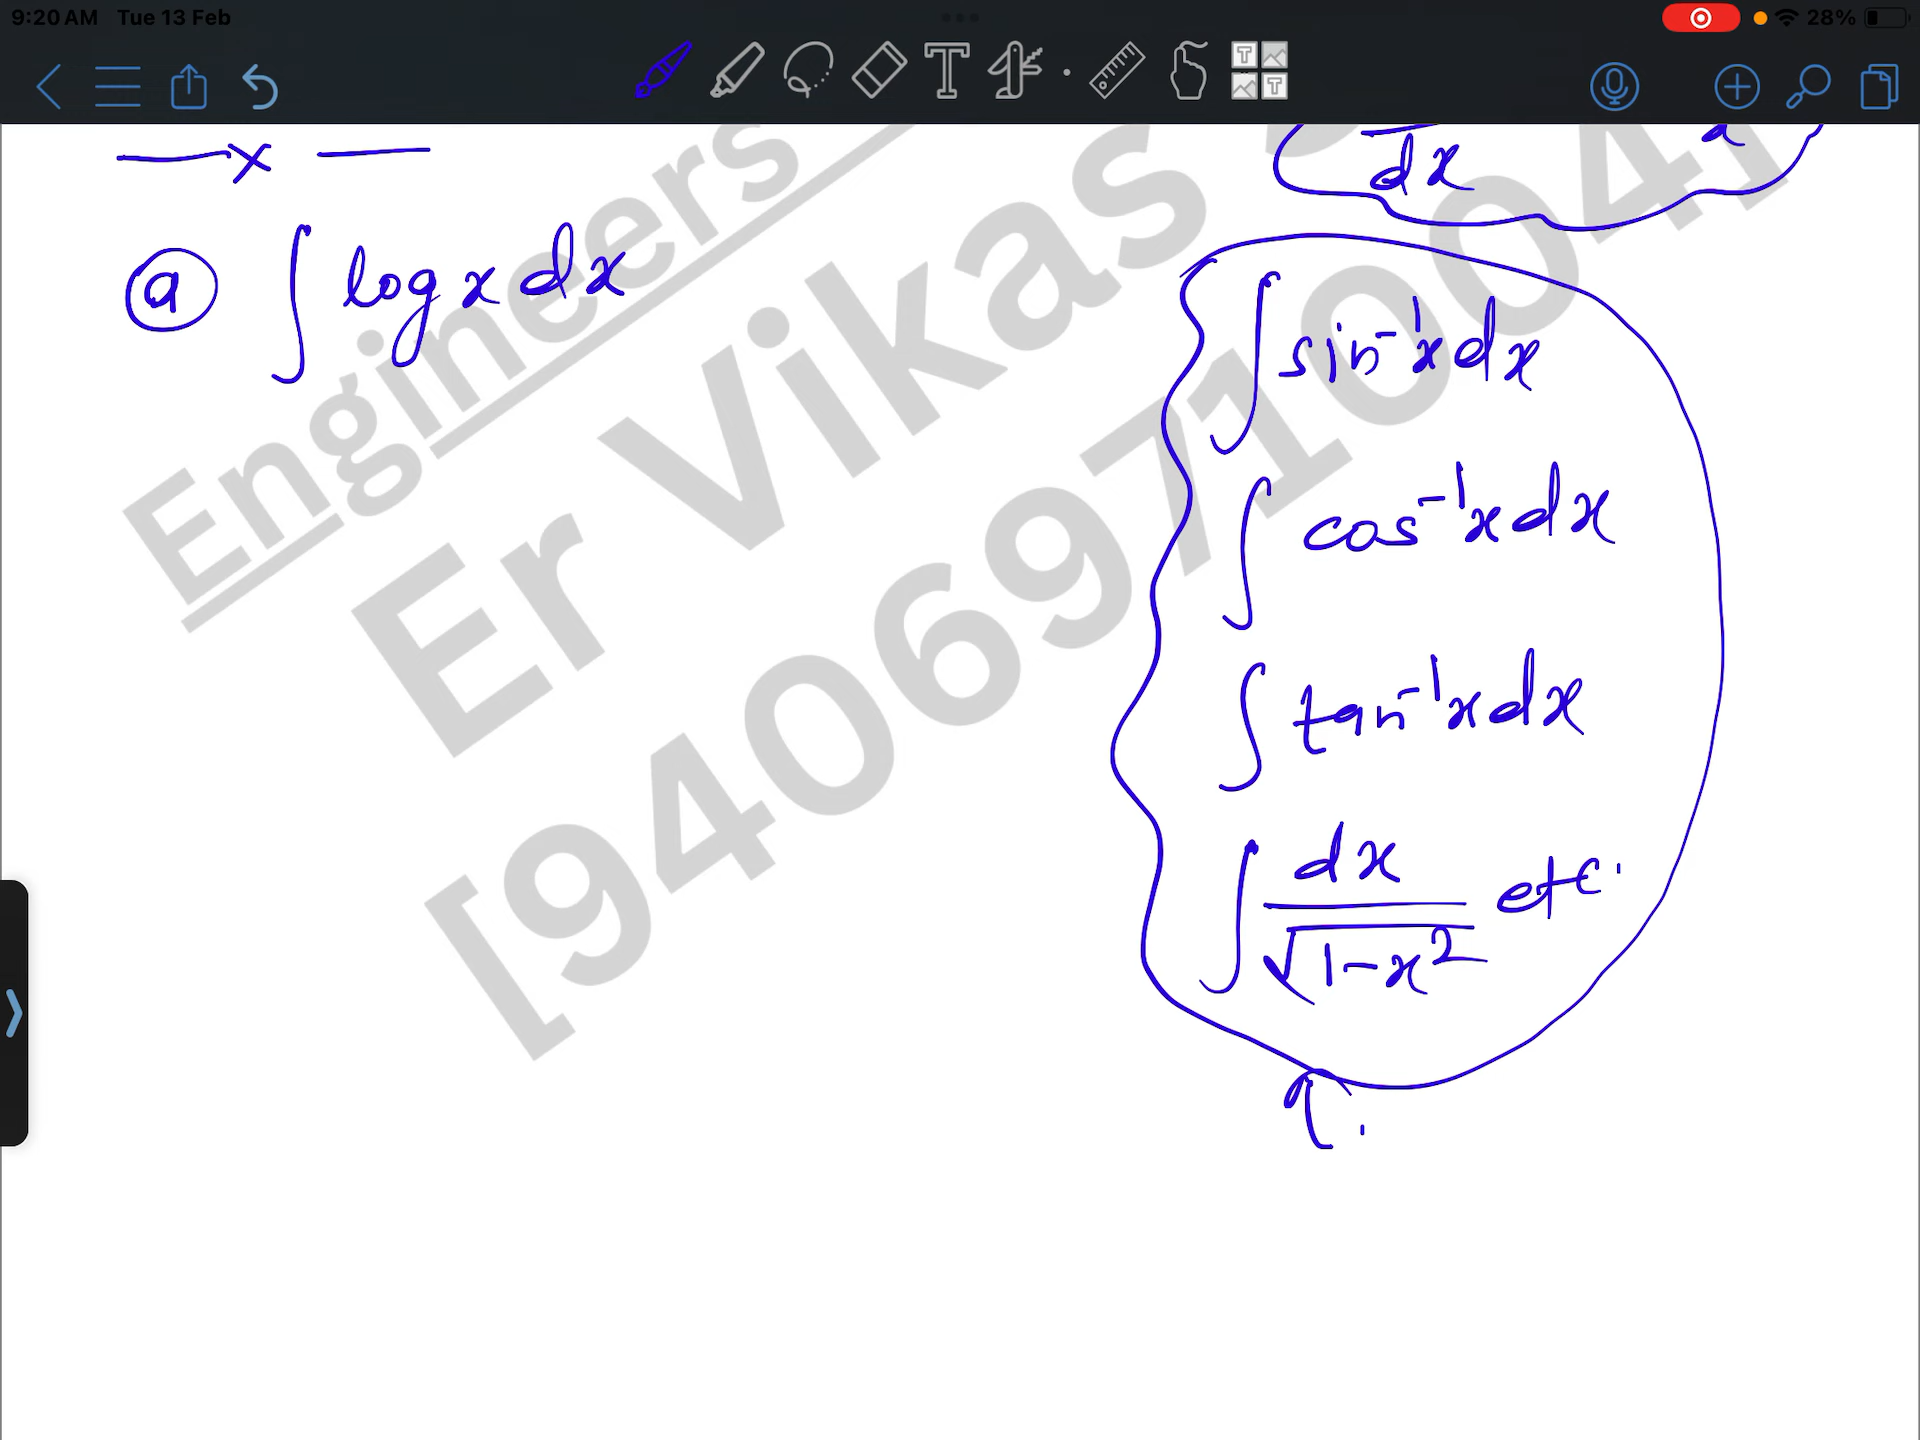 9:20 AM Tue 13 Feb
28%
—x—
dx
ⓐ ∫ log x dx
∫ sin⁻¹x dx
∫ cos⁻¹x dx
∫ tan⁻¹x dx
∫ dx/√(1-x²) etc.
Engineers
Er Vikas
[9406971004]